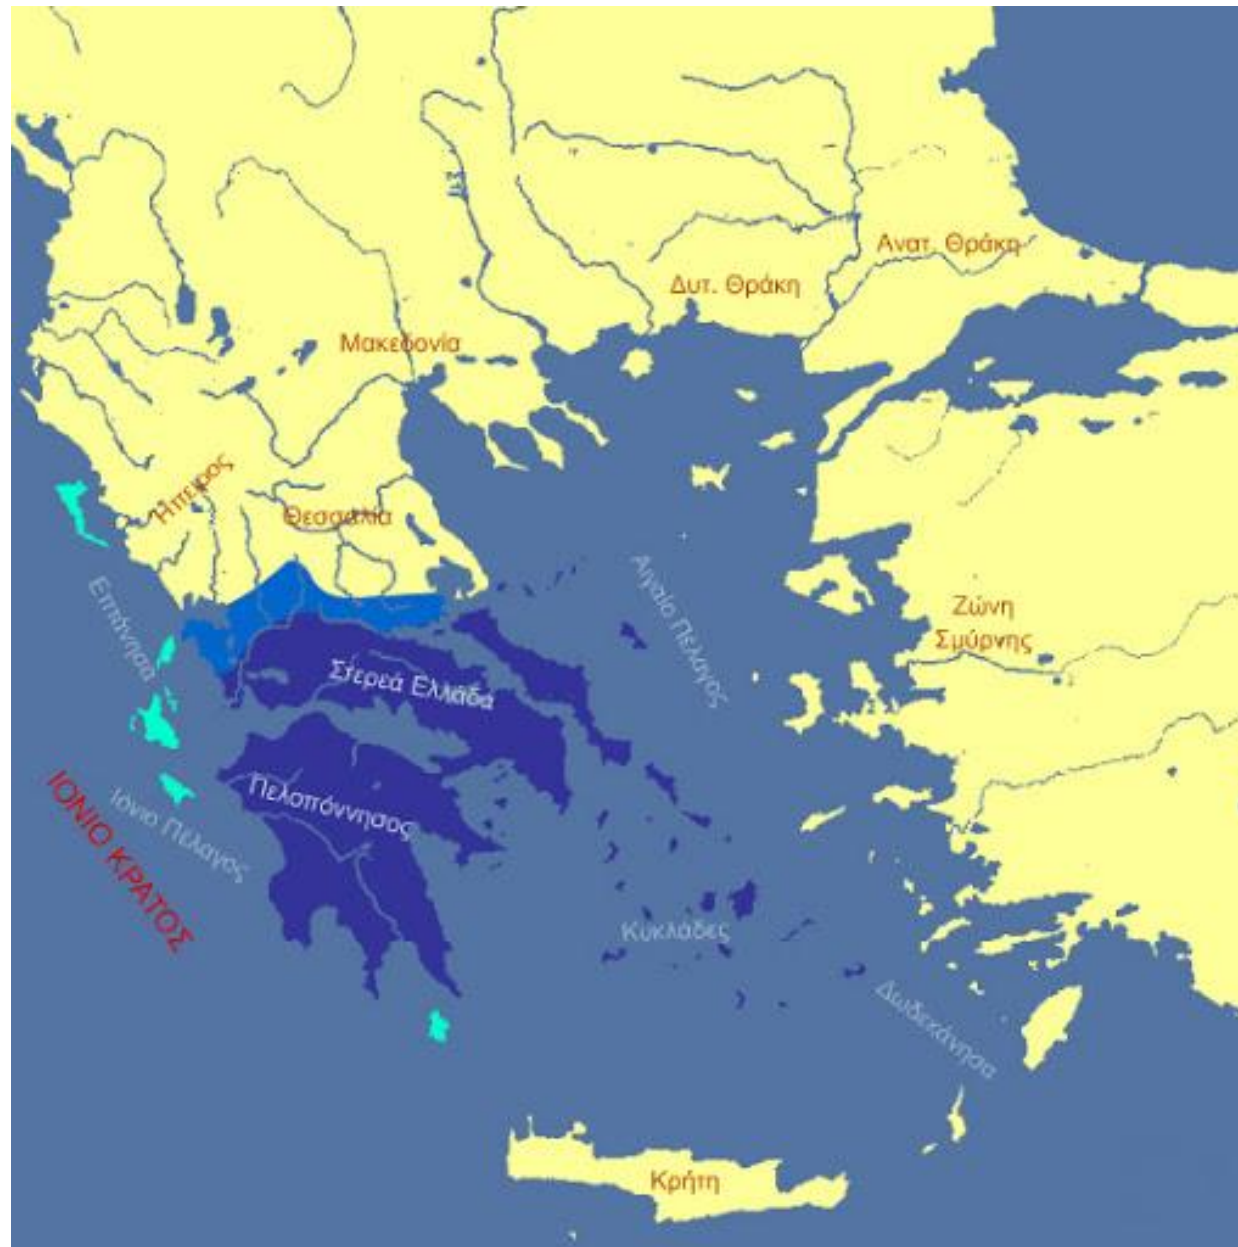 Ανατ. Θράκη
Δυτ. Θράκη
Μακεδονία
Ήπειρος
Θεσσαλία
Επτάνησα
Αιγαίο Πέλαγος
Ζώνη
Σμύρνης
Στερεά Ελλάδα
Πελοπόννησος
Ιόνιο Πέλαγος
ΙΟΝΙΟ ΚΡΑΤΟΣ
Κυκλάδες
Δωδεκάνησα
Κρήτη